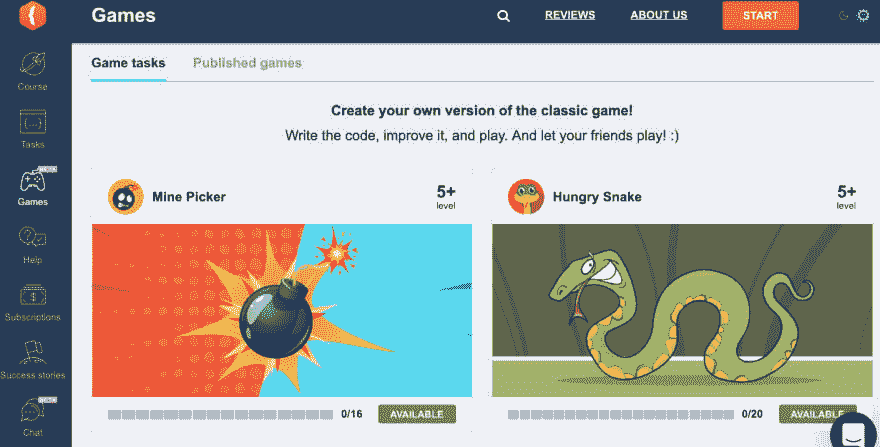 Games
REVIEWS
ABOUT US
START
Game tasks
Published games
Create your own version of the classic game!
Write the code, improve it, and play. And let your friends play! :)
Course
{...}
Tasks
BETA
Games
Help
Subscriptions
Success stories
BETA
Chat
Mine Picker
5+
level
0/16
AVAILABLE
Hungry Snake
5+
level
0/20
AVAILABLE